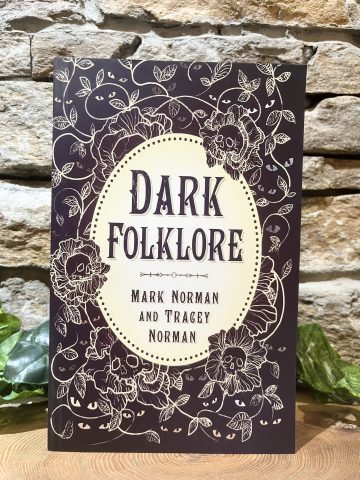 DARK
FOLKLORE
MARK NORMAN
AND TRACEY
NORMAN